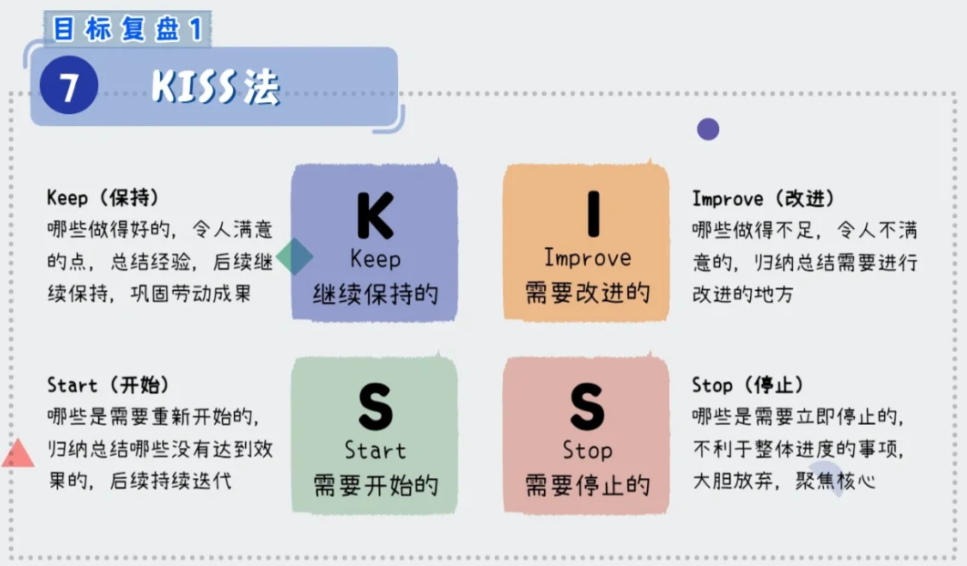 目标复盘1
7
KISS法
Keep（保持）
哪些做得好的，令人满意
的点，总结经验，后续继
续保持，巩固劳动成果
K
Keep
继续保持的
I
Improve
需要改进的
Improve（改进）
哪些做得不足，令人不满
意的，归纳总结需要进行
改进的地方
Start（开始）
哪些是需要重新开始的，
归纳总结哪些没有达到效
果的，后续持续迭代
S
Start
需要开始的
S
Stop
需要停止的
Stop（停止）
哪些是需要立即停止的，
不利于整体进度的事项，
大胆放弃，聚焦核心